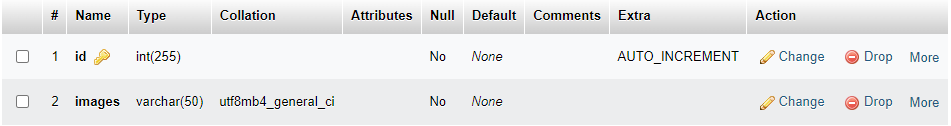 # Name Type Collation Attributes Null Default Comments Extra Action
1 id int(255) No None AUTO_INCREMENT Change Drop More
2 images varchar(50) utf8mb4_general_ci No None Change Drop More